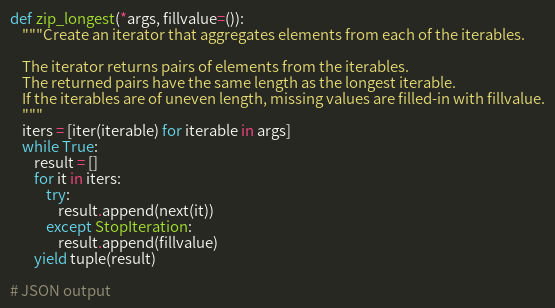 def zip_longest(*args, fillvalue=()):
    """Create an iterator that aggregates elements from each of the iterables.

    The iterator returns pairs of elements from the iterables.
    The returned pairs have the same length as the longest iterable.
    If the iterables are of uneven length, missing values are filled-in with fillvalue.
    """
    iters = [iter(iterable) for iterable in args]
    while True:
        result = []
        for it in iters:
            try:
                result.append(next(it))
            except StopIteration:
                result.append(fillvalue)
        yield tuple(result)

# JSON output